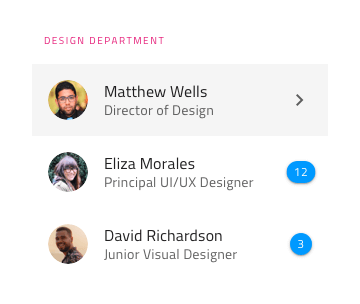 DESIGN DEPARTMENT
Matthew Wells
Director of Design
Eliza Morales
Principal UI/UX Designer
12
David Richardson
Junior Visual Designer
3